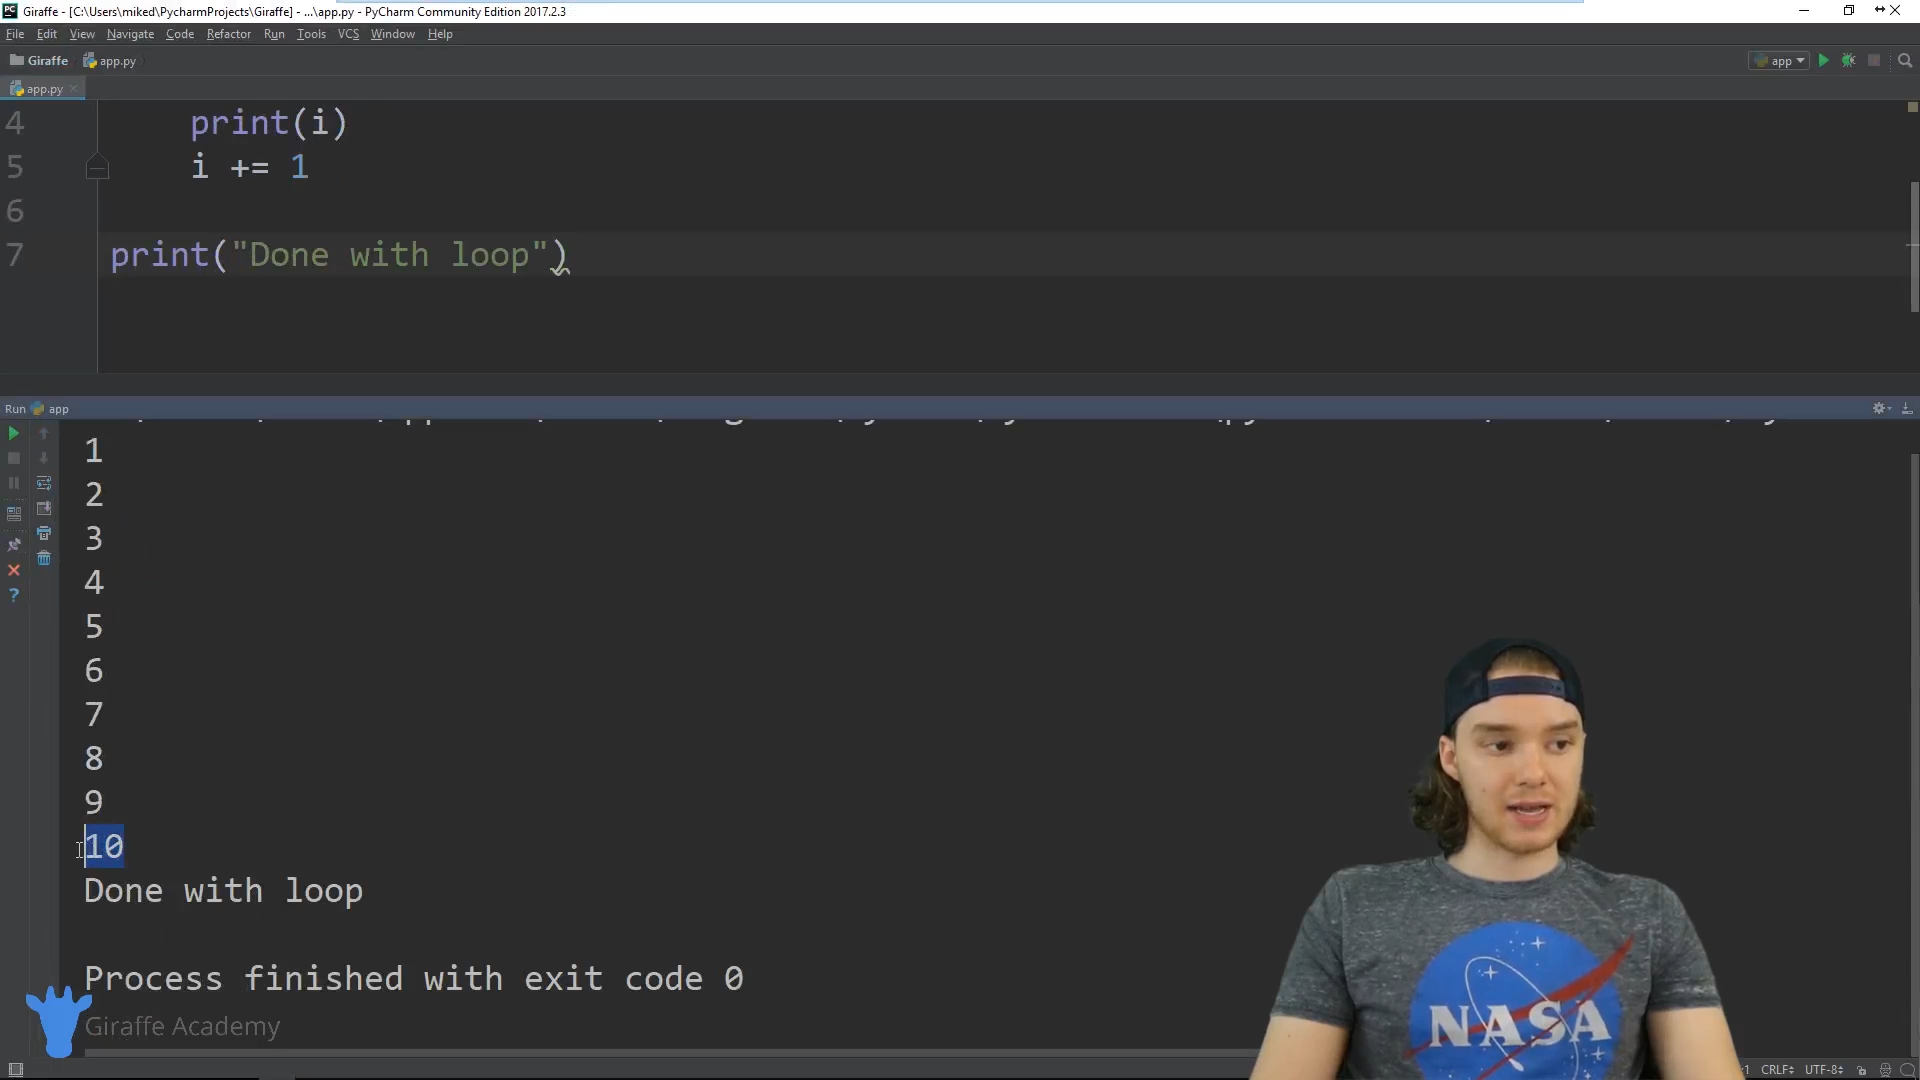 Giraffe - [C:\Users\miked\PycharmProjects\Giraffe] - ...\app.py - PyCharm Community Edition 2017.2.3
File Edit View Navigate Code Refactor Run Tools VCS Window Help
Giraffe app.py
app
app.py
4 print(i)
5 i += 1
6
7 print("Done with loop")
Run app
1
2
3
4
5
6
7
8
9
10
Done with loop
Process finished with exit code 0
Giraffe Academy
NASA
CRLF UTF-8